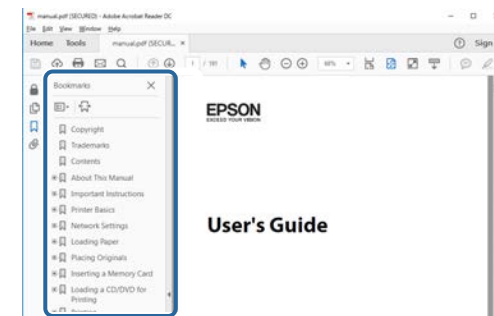 manual.pdf (SECURED) - Adobe Acrobat Reader DC
File Edit View Window Help
Home Tools manual.pdf (SECUR... × Sign
1 / 191
Bookmarks
Copyright
Trademarks
Contents
About This Manual
Important Instructions
Printer Basics
Network Settings
Loading Paper
Placing Originals
Inserting a Memory Card
Loading a CD/DVD for
Printing
EPSON
EXCEED YOUR VISION
User's Guide